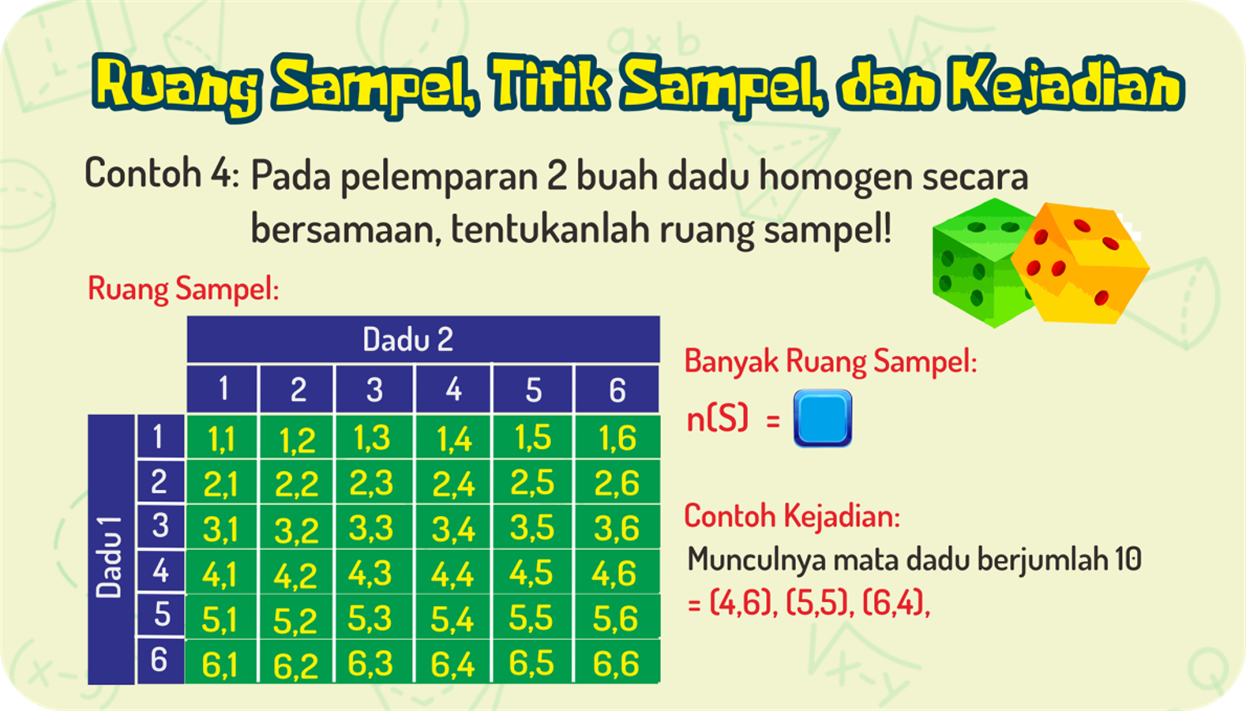 Ruang Sampel, Titik Sampel, dan Kejadian
Contoh 4: Pada pelemparan 2 buah dadu homogen secara
bersamaan, tentukanlah ruang sampel!
Ruang Sampel:
Dadu 2
1 2 3 4 5 6
Dadu 1
1 1,1 1,2 1,3 1,4 1,5 1,6
2 2,1 2,2 2,3 2,4 2,5 2,6
3 3,1 3,2 3,3 3,4 3,5 3,6
4 4,1 4,2 4,3 4,4 4,5 4,6
5 5,1 5,2 5,3 5,4 5,5 5,6
6 6,1 6,2 6,3 6,4 6,5 6,6
Banyak Ruang Sampel:
n(S) =
Contoh Kejadian:
Munculnya mata dadu berjumlah 10
= (4,6), (5,5), (6,4),
a x b
√x-y
(x-y)
√x-y
Q